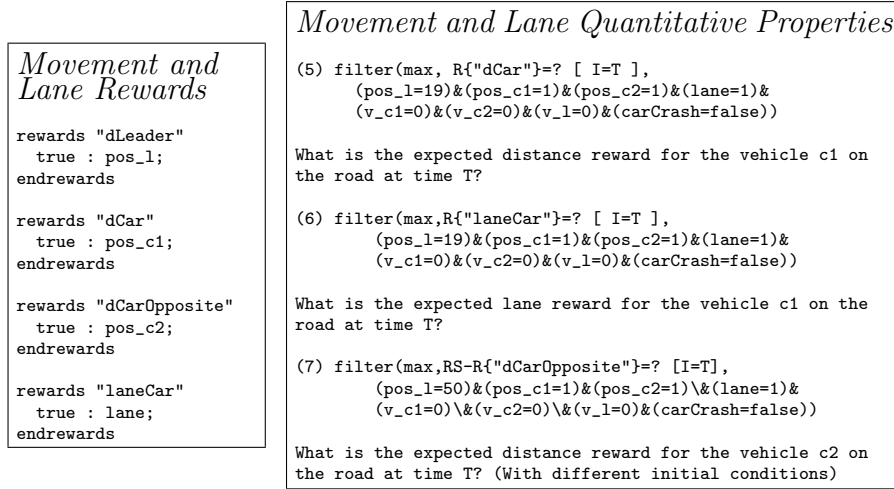 Movement and
Lane Rewards
rewards "dLeader"
true : pos_l;
endrewards
rewards "dCar"
true : pos_c1;
endrewards
rewards "dCarOpposite"
true : pos_c2;
endrewards
rewards "laneCar"
true : lane;
endrewards
Movement and Lane Quantitative Properties
(5) filter(max, R{"dCar"}=? [ I=T ],
(pos_l=19)&(pos_c1=1)&(pos_c2=1)&(lane=1)&
(v_c1=0)&(v_c2=0)&(v_l=0)&(carCrash=false))
What is the expected distance reward for the vehicle c1 on
the road at time T?
(6) filter(max,R{"laneCar"}=? [ I=T ],
(pos_l=19)&(pos_c1=1)&(pos_c2=1)&(lane=1)&
(v_c1=0)&(v_c2=0)&(v_l=0)&(carCrash=false))
What is the expected lane reward for the vehicle c1 on the
road at time T?
(7) filter(max,RS-R{"dCarOpposite"}=? [I=T],
(pos_l=50)&(pos_c1=1)&(pos_c2=1)\&(lane=1)&
(v_c1=0)\&(v_c2=0)\&(v_l=0)&(carCrash=false))
What is the expected distance reward for the vehicle c2 on
the road at time T? (With different initial conditions)